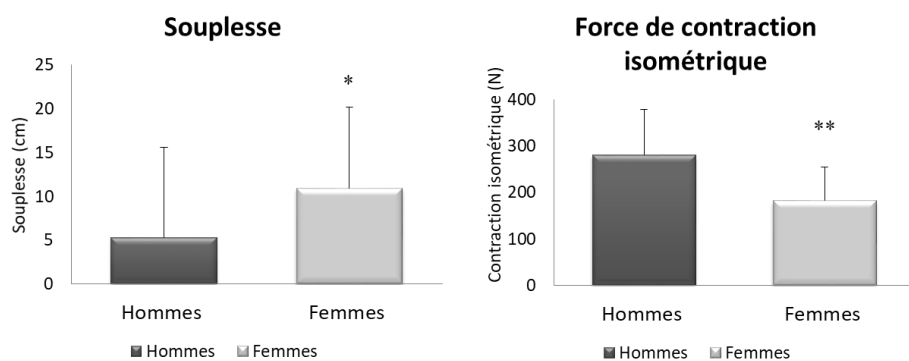 Souplesse
Souplesse (cm)
25
20
15
10
5
0
*
Hommes
Femmes
Hommes
Femmes
Force de contraction
isométrique
Contraction isométrique (N)
400
300
200
100
0
**
Hommes
Femmes
Hommes
Femmes